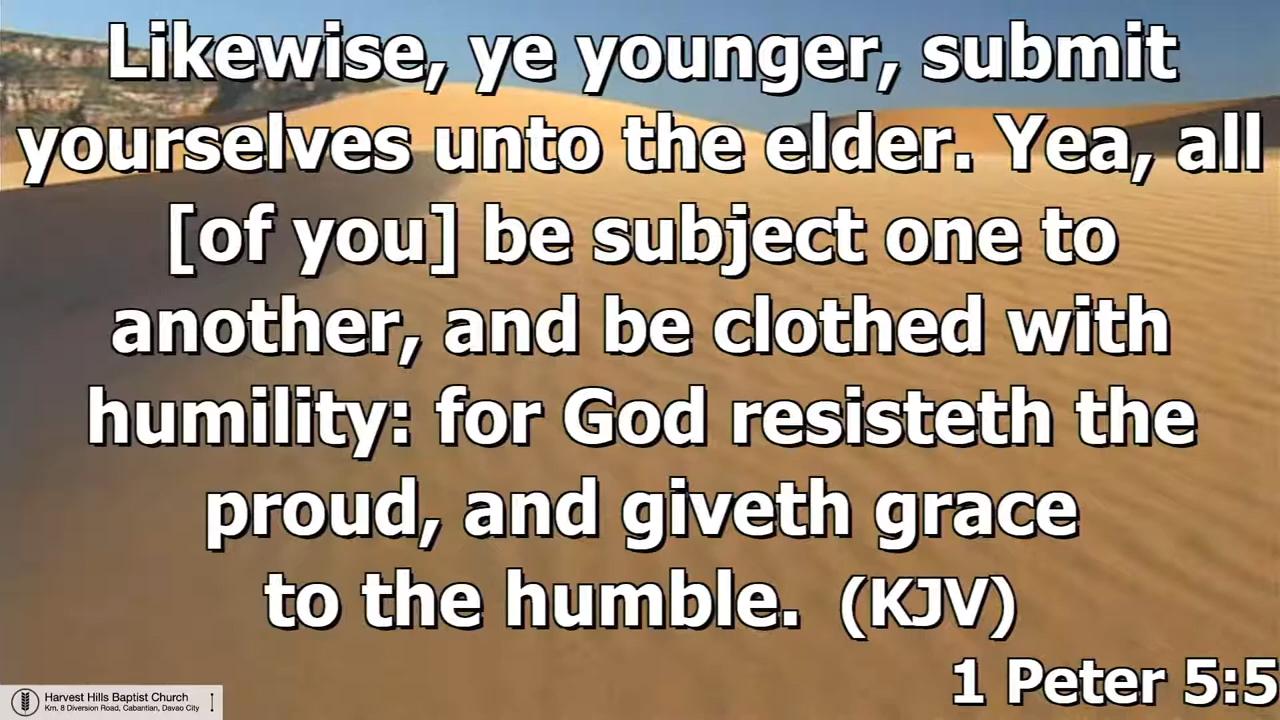 Likewise, ye younger, submit
yourselves unto the elder. Yea, all
[of you] be subject one to
another, and be clothed with
humility: for God resisteth the
proud, and giveth grace
to the humble. (KJV)
1 Peter 5:5
Harvest Hills Baptist Church
Km. 8 Diversion Road, Cabantian, Davao City